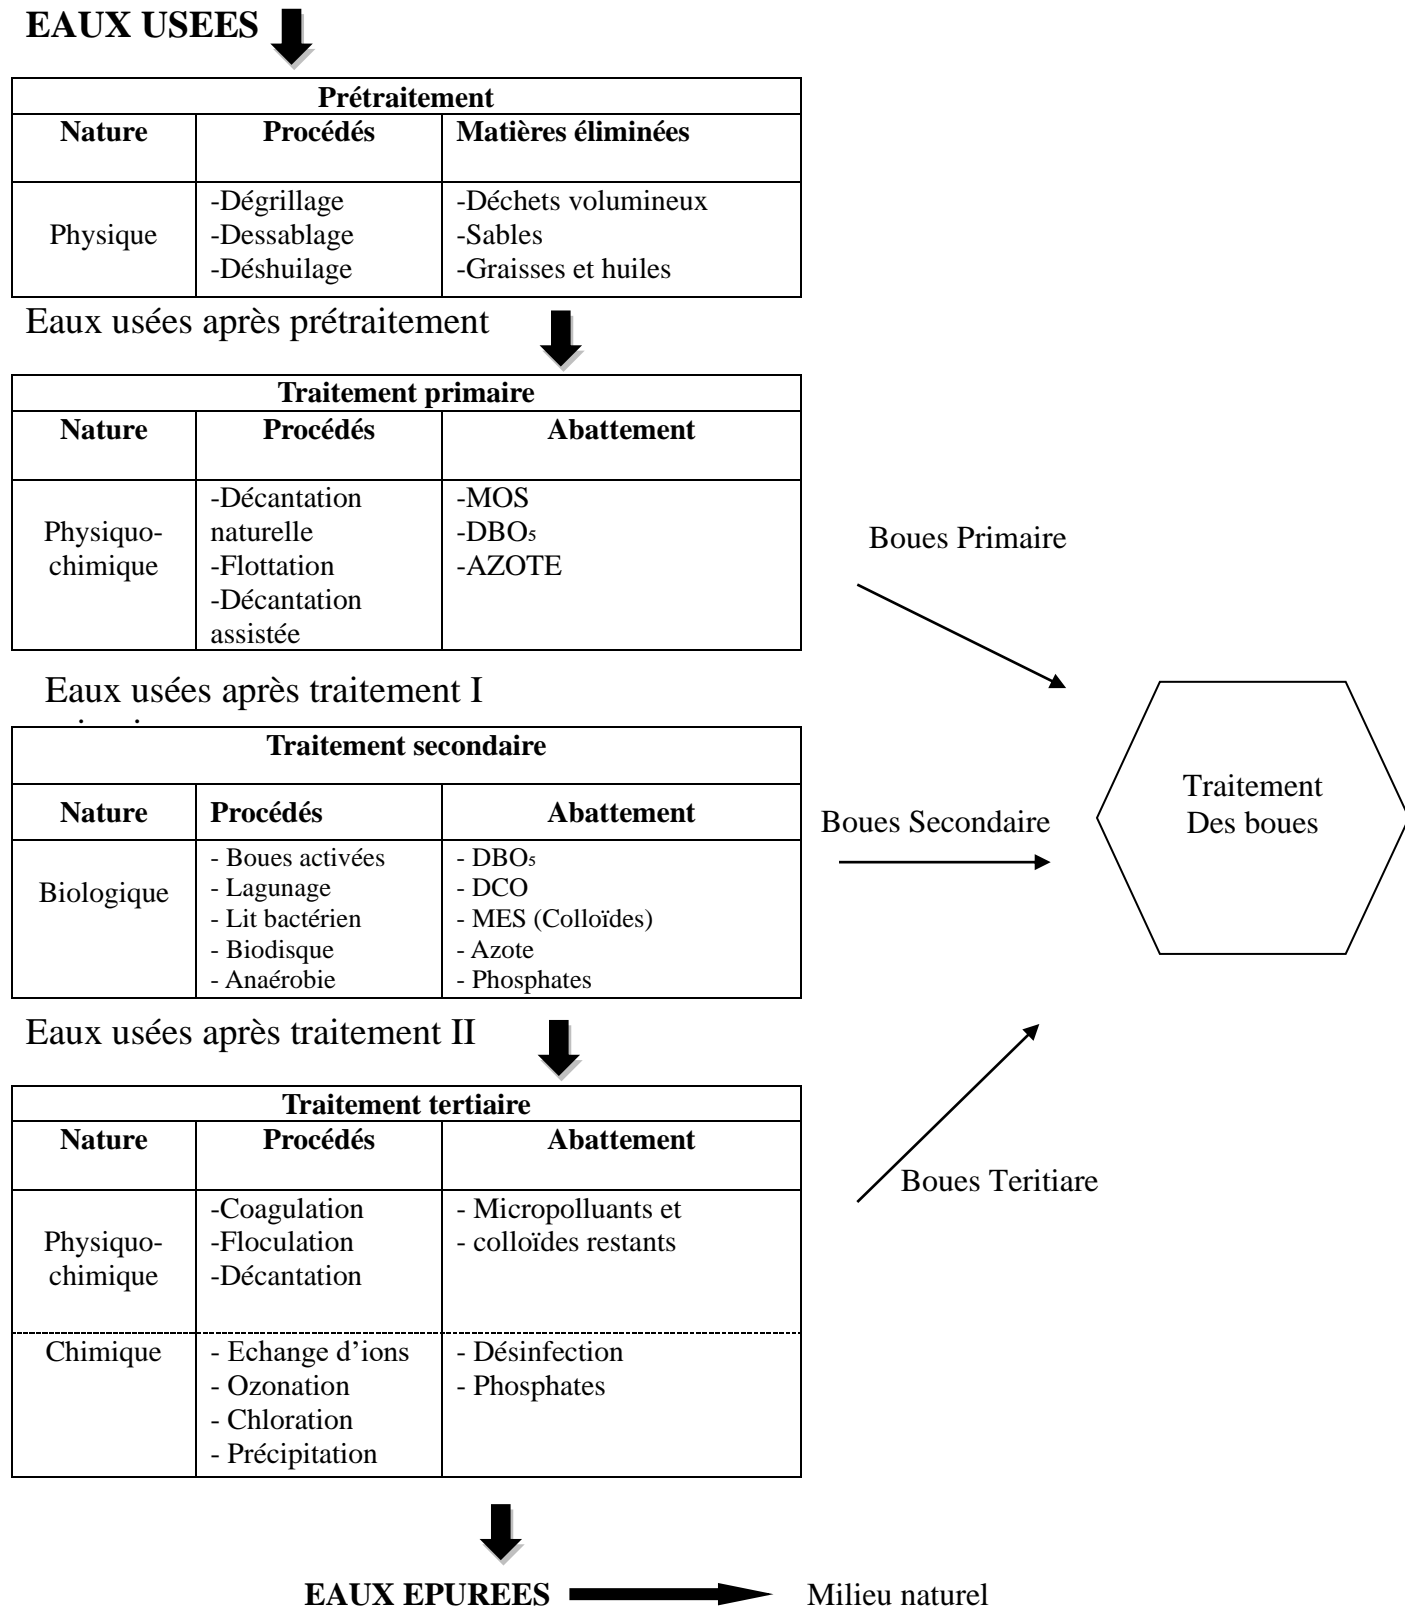 EAUX USEES
Prétraitement
Nature Procédés Matières éliminées
Physique
-Dégrillage
-Dessablage
-Déshuilage
-Déchets volumineux
-Sables
-Graisses et huiles
Eaux usées après prétraitement
Traitement primaire
Nature Procédés Abattement
Physiquo-
chimique
-Décantation
naturelle
-Flottation
-Décantation
assistée
-MOS
-DBO₅
-AZOTE
Boues Primaire
Eaux usées après traitement I
Traitement secondaire
Nature Procédés Abattement
Biologique
- Boues activées
- Lagunage
- Lit bactérien
- Biodisque
- Anaérobie
- DBO₅
- DCO
- MES (Colloïdes)
- Azote
- Phosphates
Boues Secondaire
Traitement
Des boues
Eaux usées après traitement II
Traitement tertiaire
Nature Procédés Abattement
Physiquo-
chimique
-Coagulation
-Floculation
-Décantation
- Micropolluants et
- colloïdes restants
Boues Teritiare
Chimique
- Echange d’ions
- Ozonation
- Chloration
- Précipitation
- Désinfection
- Phosphates
EAUX EPUREES
Milieu naturel